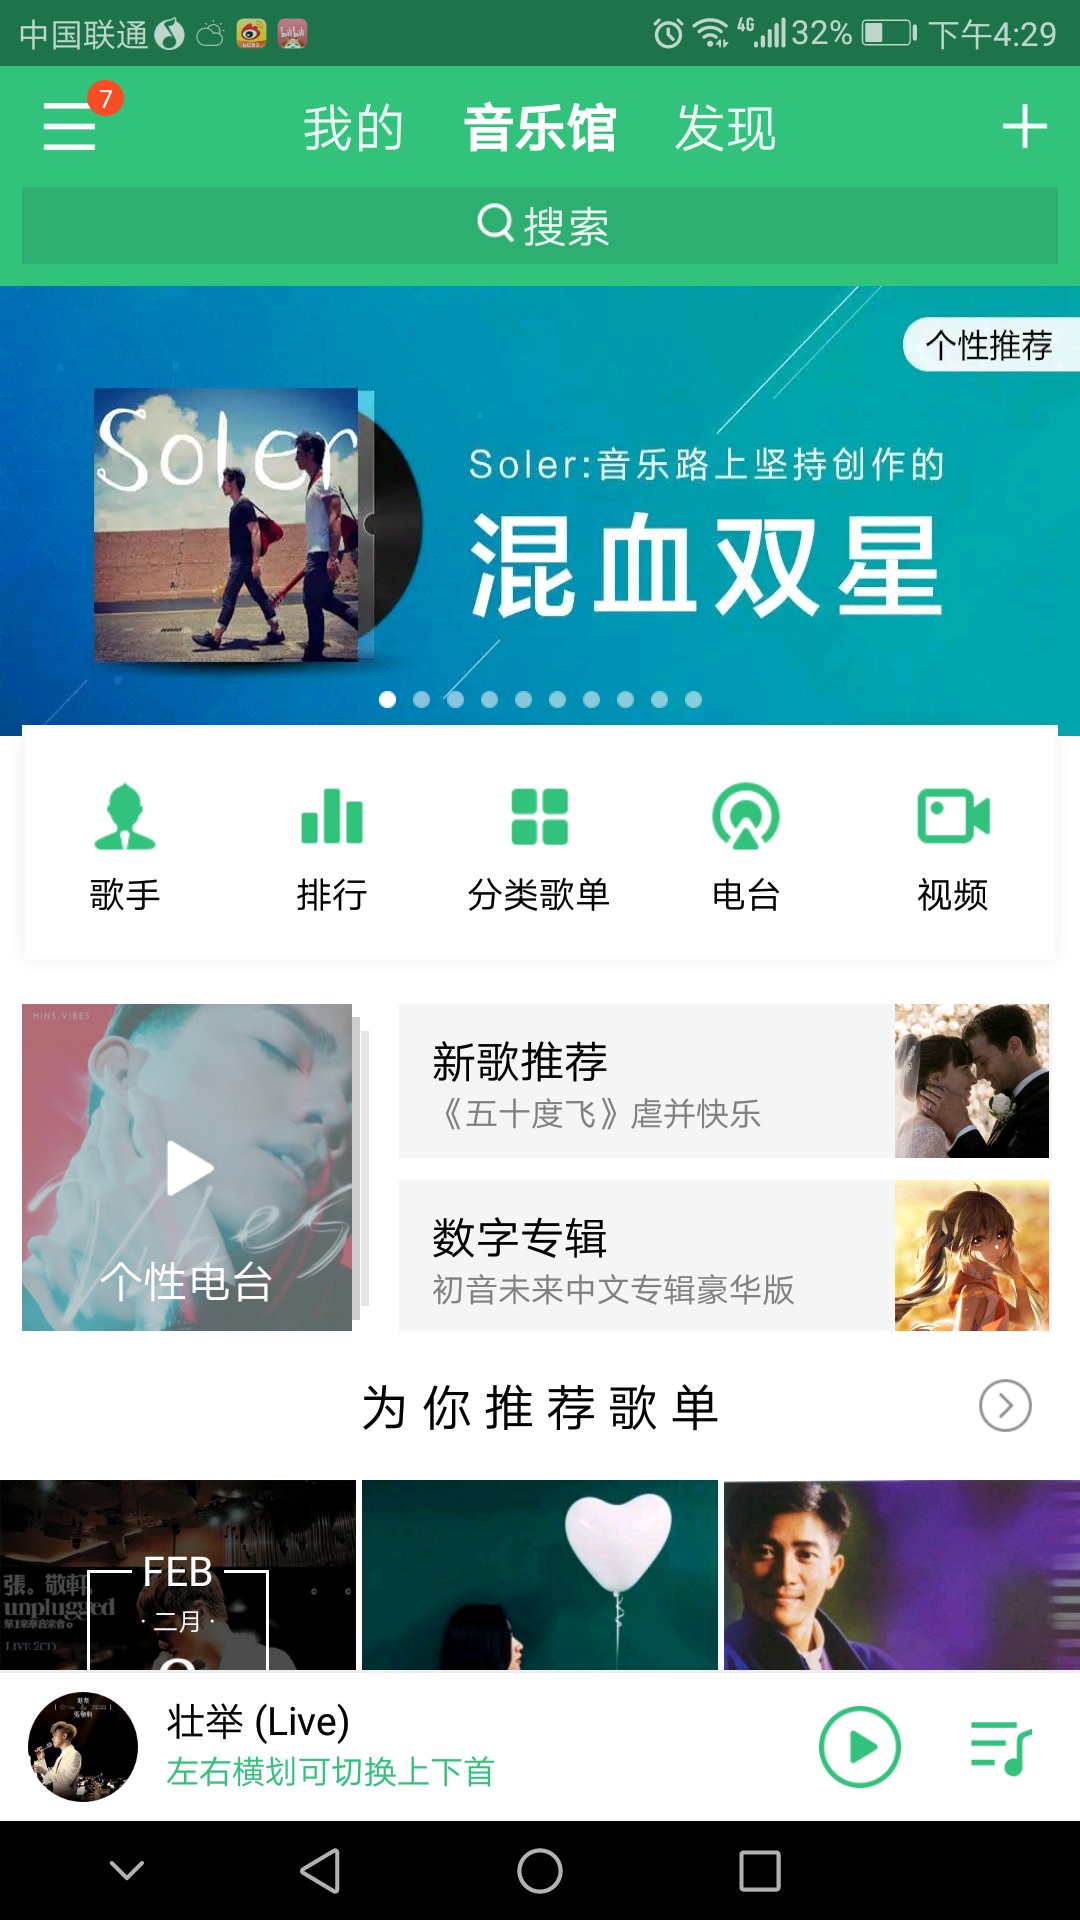 中国联通 4G 32% 下午4:29
7
我的 音乐馆 发现
搜索
个性推荐
Soler
Soler:音乐路上坚持创作的
混血双星
歌手 排行 分类歌单 电台 视频
HINS.VIBES
个性电台
新歌推荐
《五十度飞》虐并快乐
数字专辑
初音未来中文专辑豪华版
为你推荐歌单
張。敬軒
unplugged
LIVE 2CD
FEB
·二月·
壮举 (Live)
左右横划可切换上下首